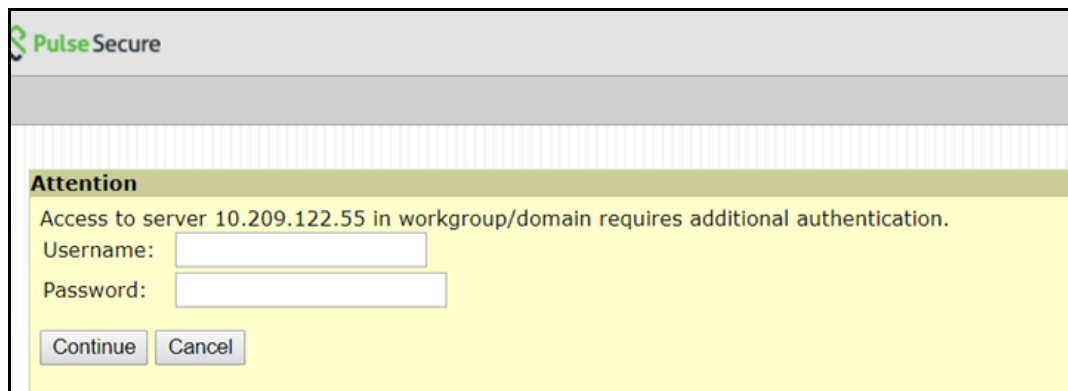 Pulse Secure
Attention
Access to server 10.209.122.55 in workgroup/domain requires additional authentication.
Username:
Password:
Continue Cancel